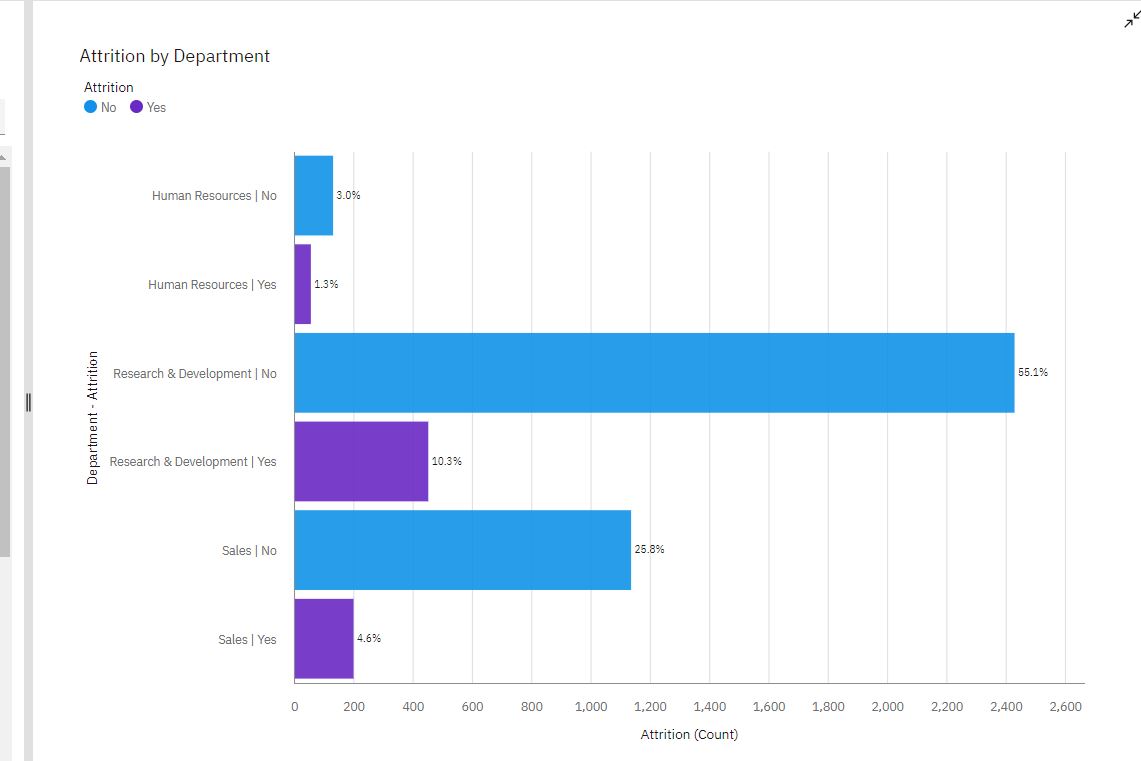 Attrition by Department
Attrition
No Yes
Human Resources | No
3.0%
Human Resources | Yes
1.3%
Research & Development | No
55.1%
Research & Development | Yes
10.3%
Sales | No
25.8%
Sales | Yes
4.6%
Department - Attrition
0 200 400 600 800 1,000 1,200 1,400 1,600 1,800 2,000 2,200 2,400 2,600
Attrition (Count)